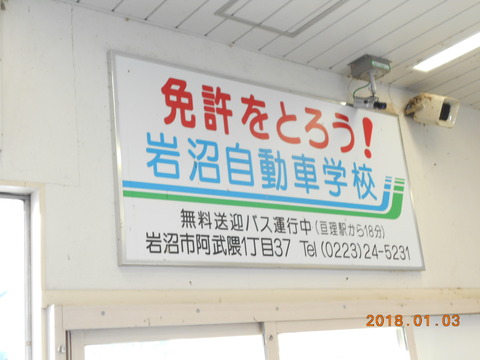 免許をとろう!
岩沼自動車学校
無料送迎バス運行中(亘理駅から18分)
岩沼市阿武隈1丁目37 Tel (0223)24-5231
2018.01.03